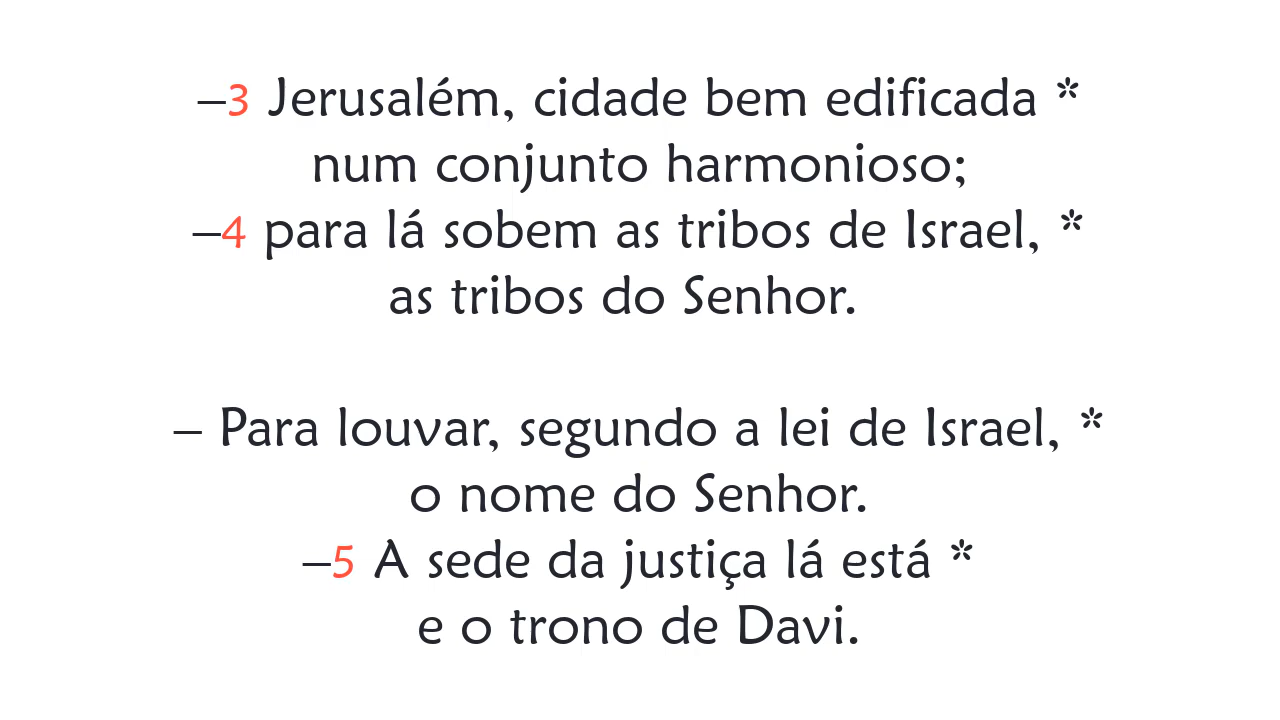 –3 Jerusalém, cidade bem edificada *
num conjunto harmonioso;
–4 para lá sobem as tribos de Israel, *
as tribos do Senhor.
– Para louvar, segundo a lei de Israel, *
o nome do Senhor.
–5 A sede da justiça lá está *
e o trono de Davi.